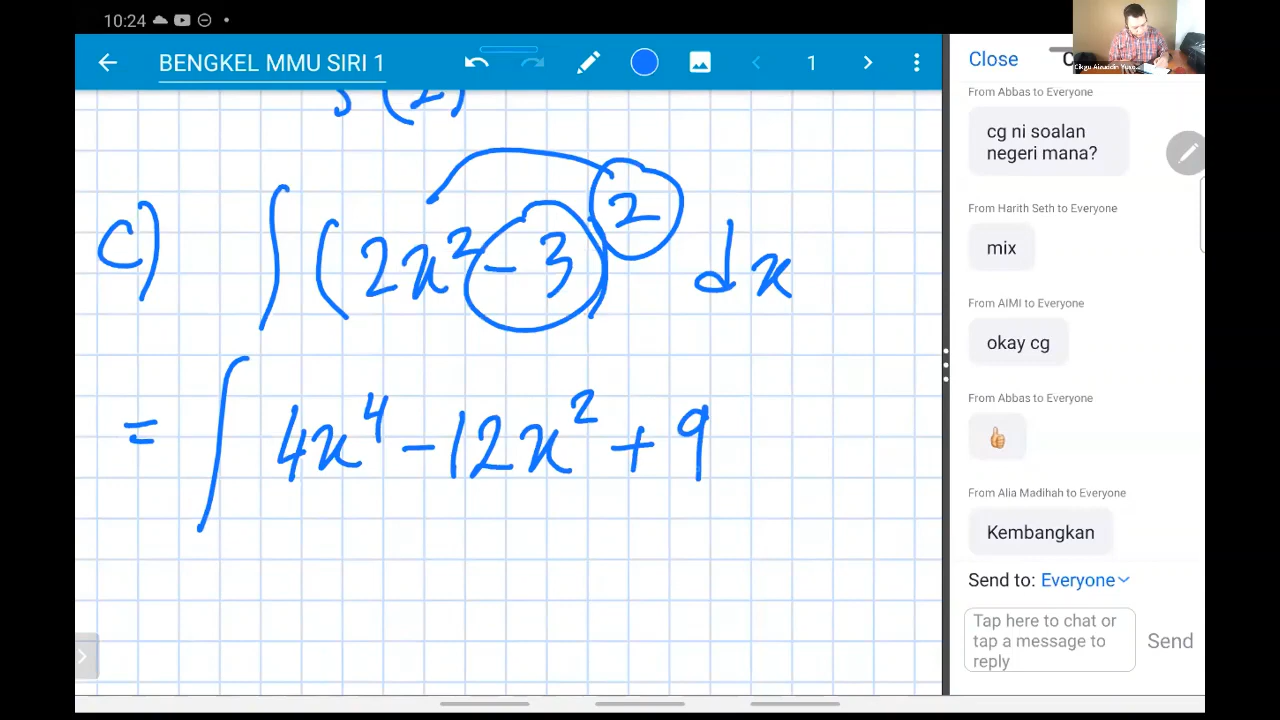 10:24
BENGKEL MMU SIRI 1
1
c) ∫ (2x² - 3)² dx
= ∫ 4x⁴ - 12x² + 9
Close
From Abbas to Everyone
cg ni soalan
negeri mana?
From Harith Seth to Everyone
mix
From AIMI to Everyone
okay cg
From Abbas to Everyone
👍
From Alia Madihah to Everyone
Kembangkan
Send to: Everyone
Tap here to chat or
tap a message to
reply
Send